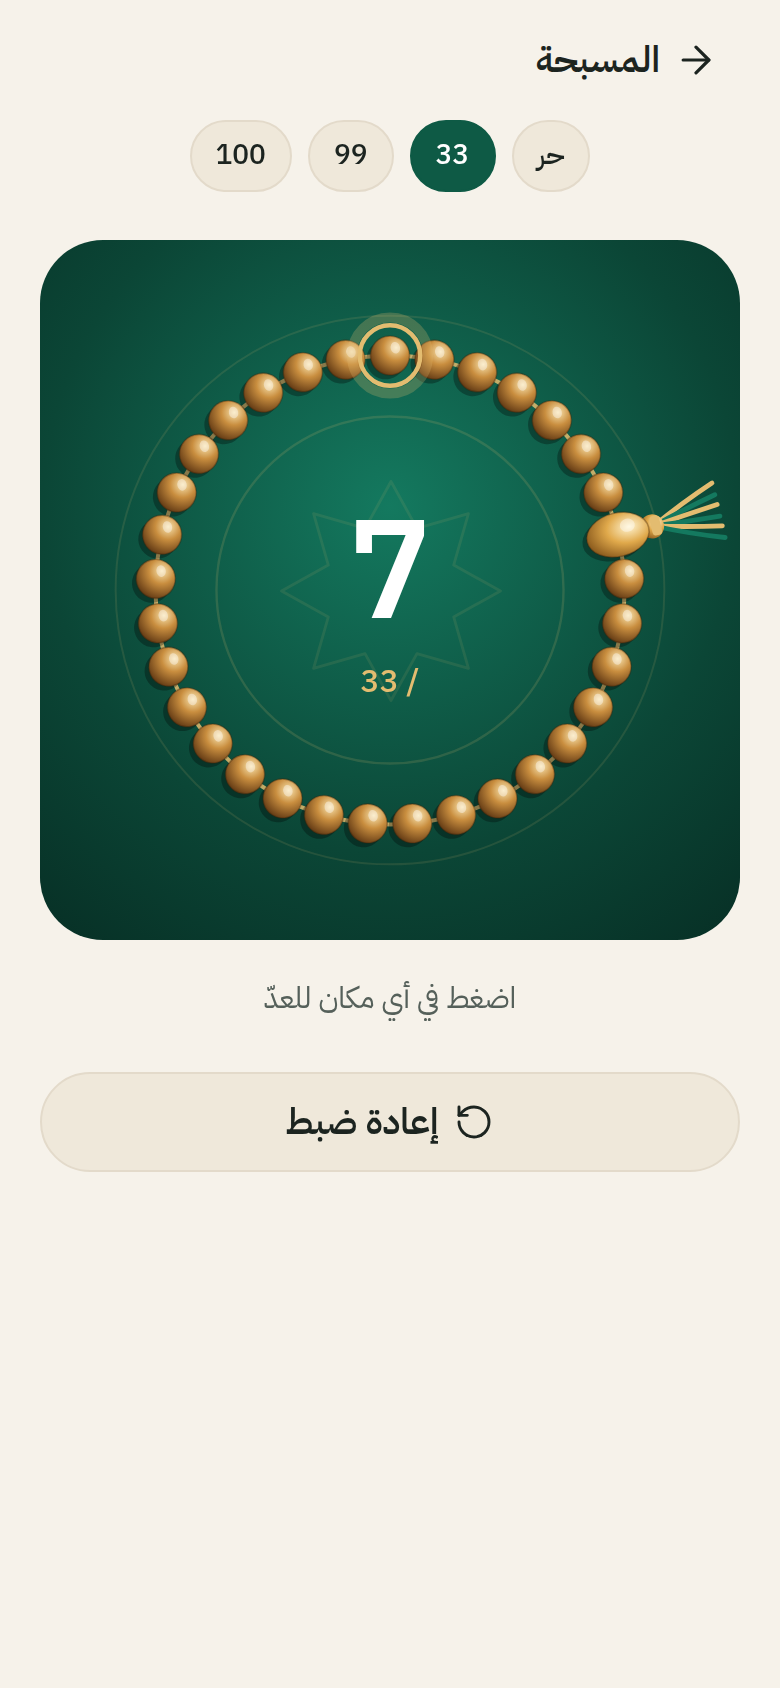 المسبحة
حر 33 99 100
7
/ 33
اضغط في أي مكان للعدّ
إعادة ضبط